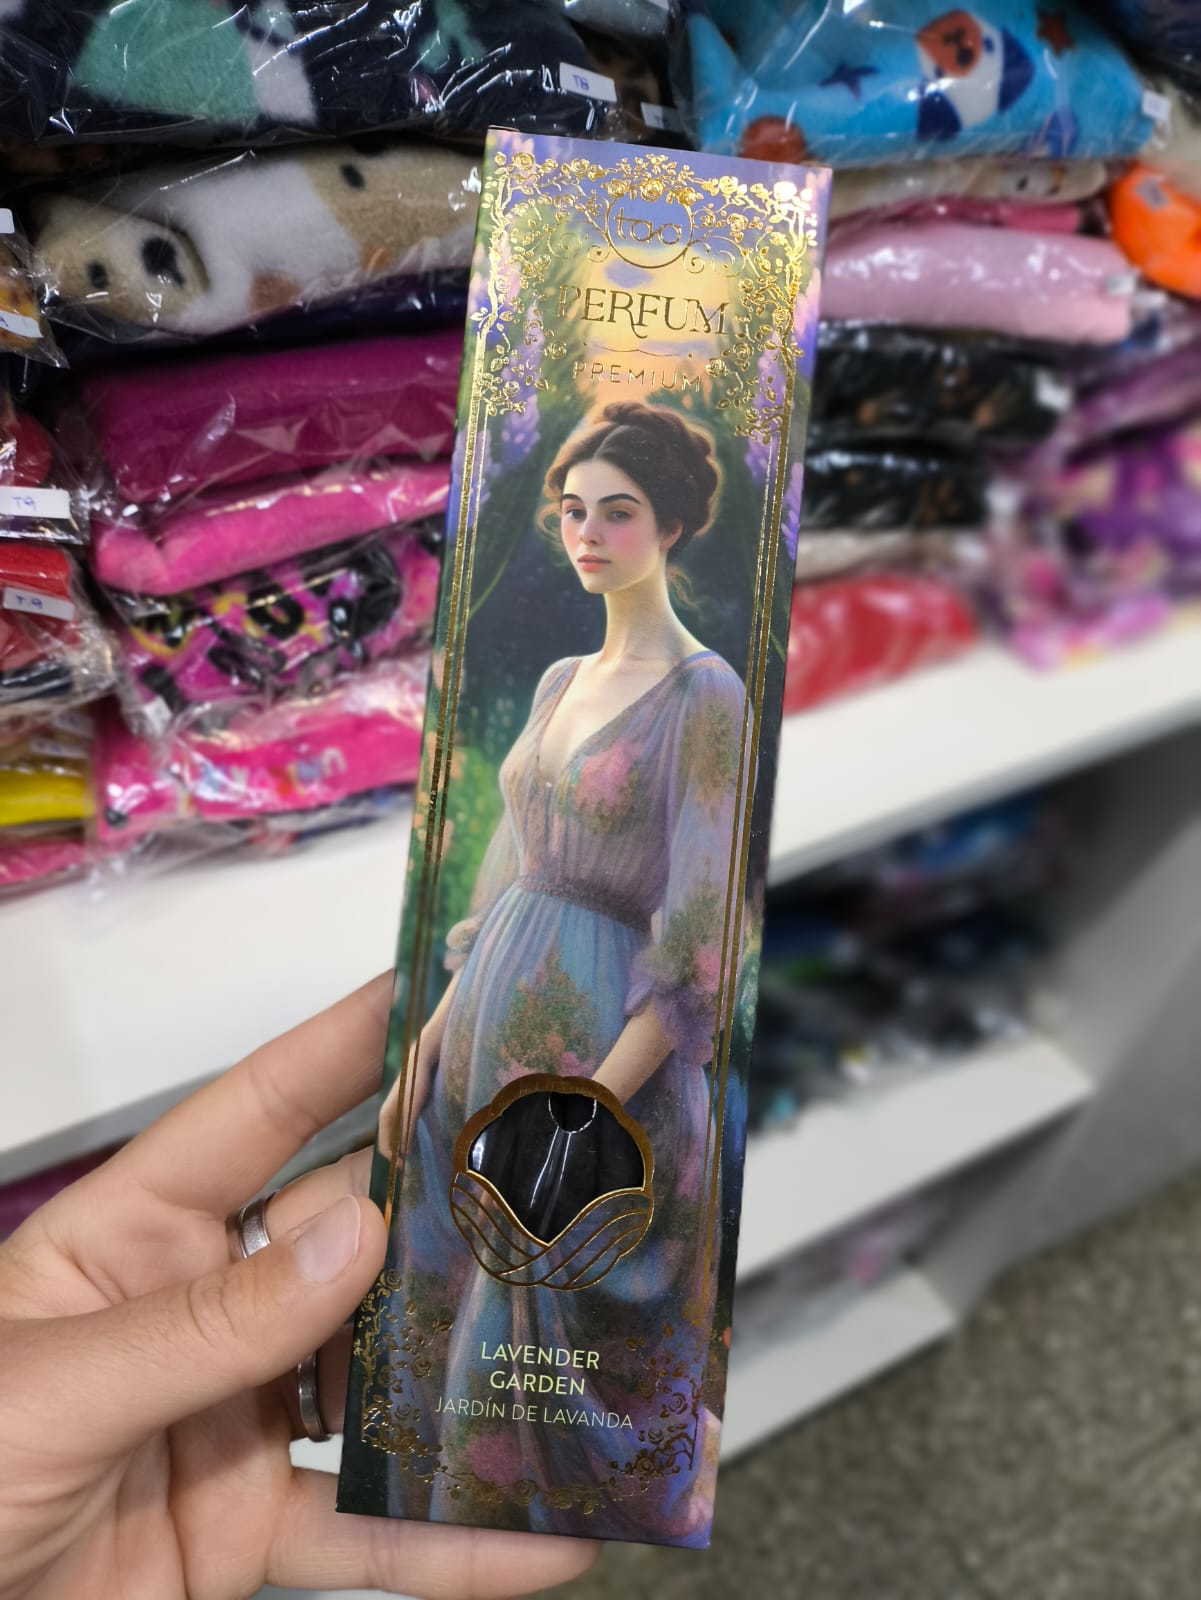 tao
PERFUM
PREMIUM
LAVENDER
GARDEN
JARDÍN DE LAVANDA